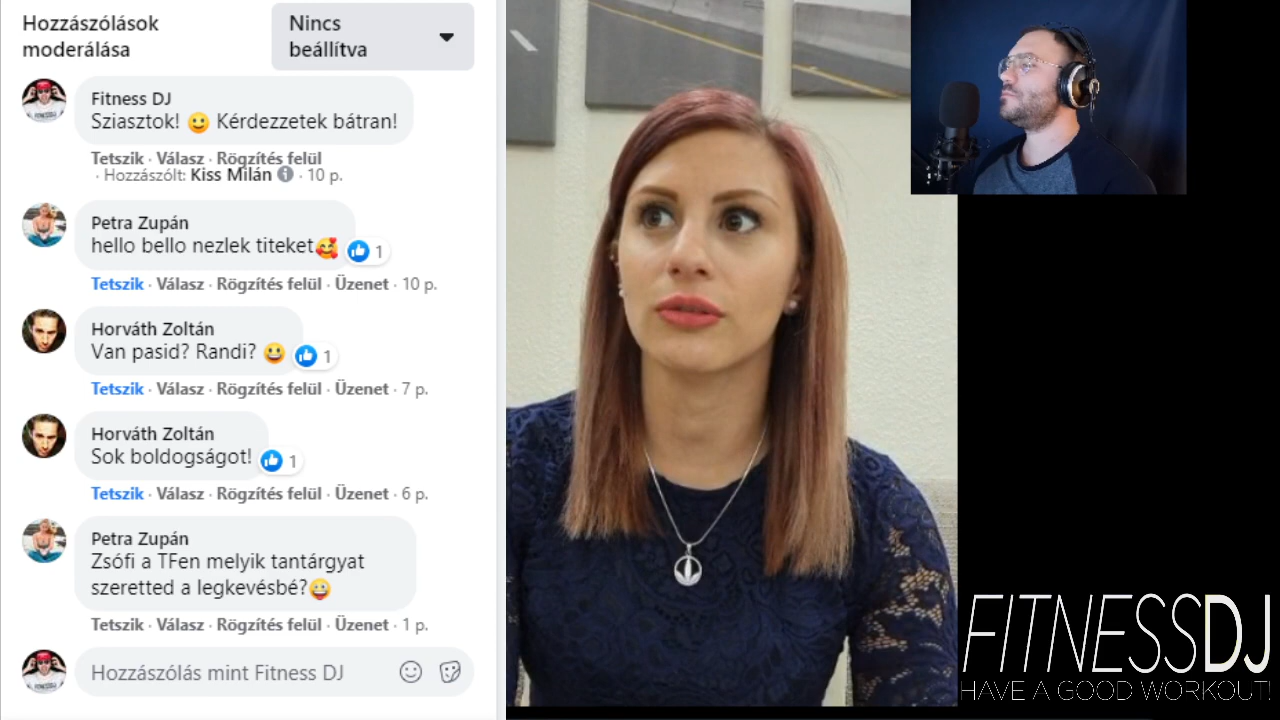 Hozzászólások
moderálása
Nincs
beállítva
Fitness DJ
Sziasztok! 😀 Kérdezzetek bátran!
Tetszik · Válasz · Rögzítés felül
· Hozzászólt: Kiss Milán · 10 p.
Petra Zupán
hello bello nezlek titeket🥰 1
Tetszik · Válasz · Rögzítés felül · Üzenet · 10 p.
Horváth Zoltán
Van pasid? Randi? 😀 1
Tetszik · Válasz · Rögzítés felül · Üzenet · 7 p.
Horváth Zoltán
Sok boldogságot! 1
Tetszik · Válasz · Rögzítés felül · Üzenet · 6 p.
Petra Zupán
Zsófi a TFen melyik tantárgyat
szeretted a legkevésbé?😜
Tetszik · Válasz · Rögzítés felül · Üzenet · 1 p.
Hozzászólás mint Fitness DJ
FITNESSDJ
HAVE A GOOD WORKOUT!